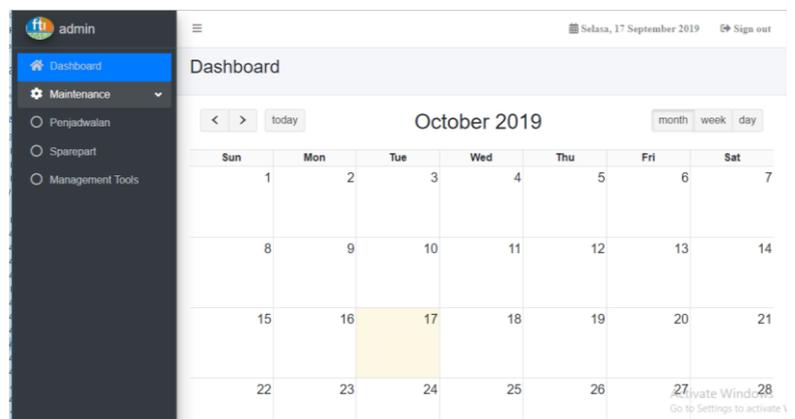 fti admin
Selasa, 17 September 2019 Sign out
Dashboard
Maintenance
Penjadwalan
Sparepart
Management Tools
Dashboard
today October 2019 month week day
Sun Mon Tue Wed Thu Fri Sat
1 2 3 4 5 6 7
8 9 10 11 12 13 14
15 16 17 18 19 20 21
22 23 24 25 26 27 28
Activate Windows
Go to Settings to activate